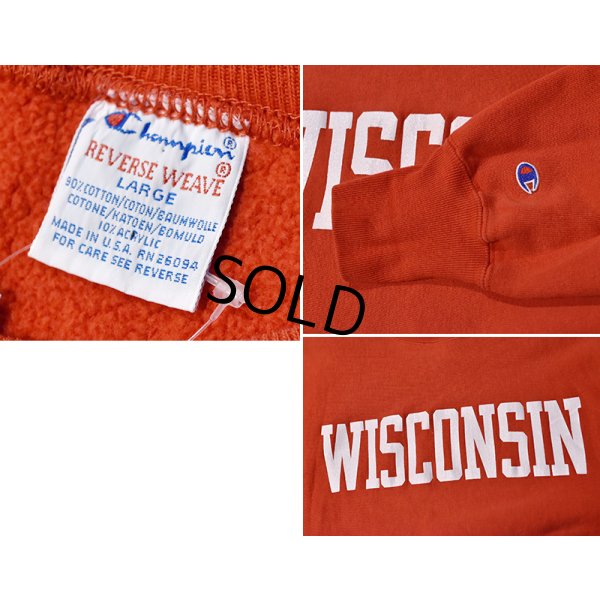 Champion®
REVERSE WEAVE®
LARGE
90% COTTON/COTON/BAUMWOLLE
COTONE/KATOEN/BOMULD
10% ACRYLIC
MADE IN U.S.A. RN26094
FOR CARE SEE REVERSE
SOLD
WISCONS
WISCONSIN